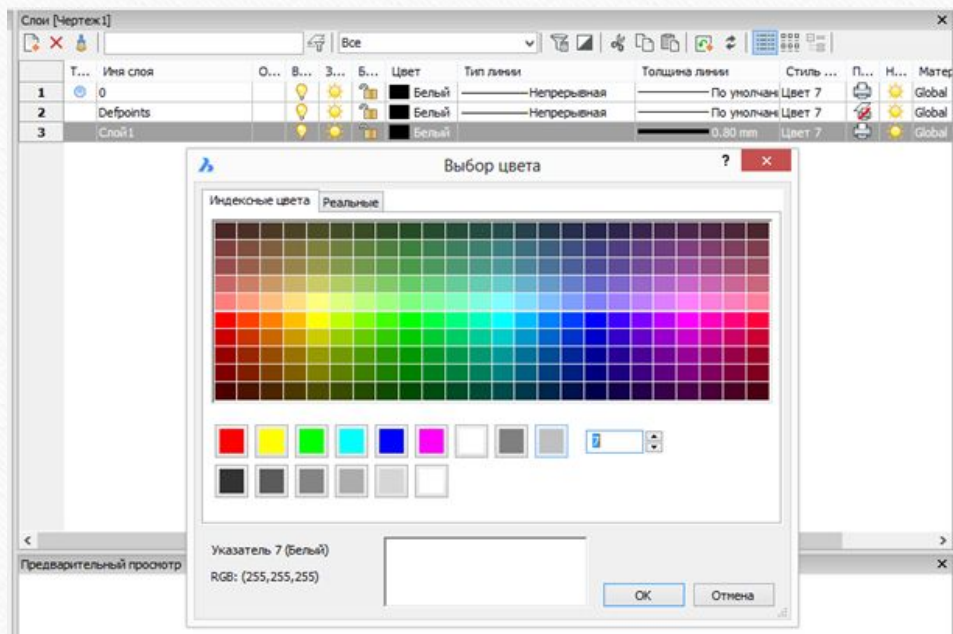 Слои [Чертеж1]
Все
Т... Имя слоя О... В... З... Б... Цвет Тип линии Толщина линии Стиль ... П... Н... Матер
1 0 Белый Непрерывная По умолчани Цвет 7 Global
2 Defpoints Белый Непрерывная По умолчани Цвет 7 Global
3 Слой1 Белый 0.80 mm Цвет 7 Global
Выбор цвета
Индексные цвета Реальные
7
Указатель 7 (Белый)
RGB: (255,255,255)
OK Отмена
Предварительный просмотр